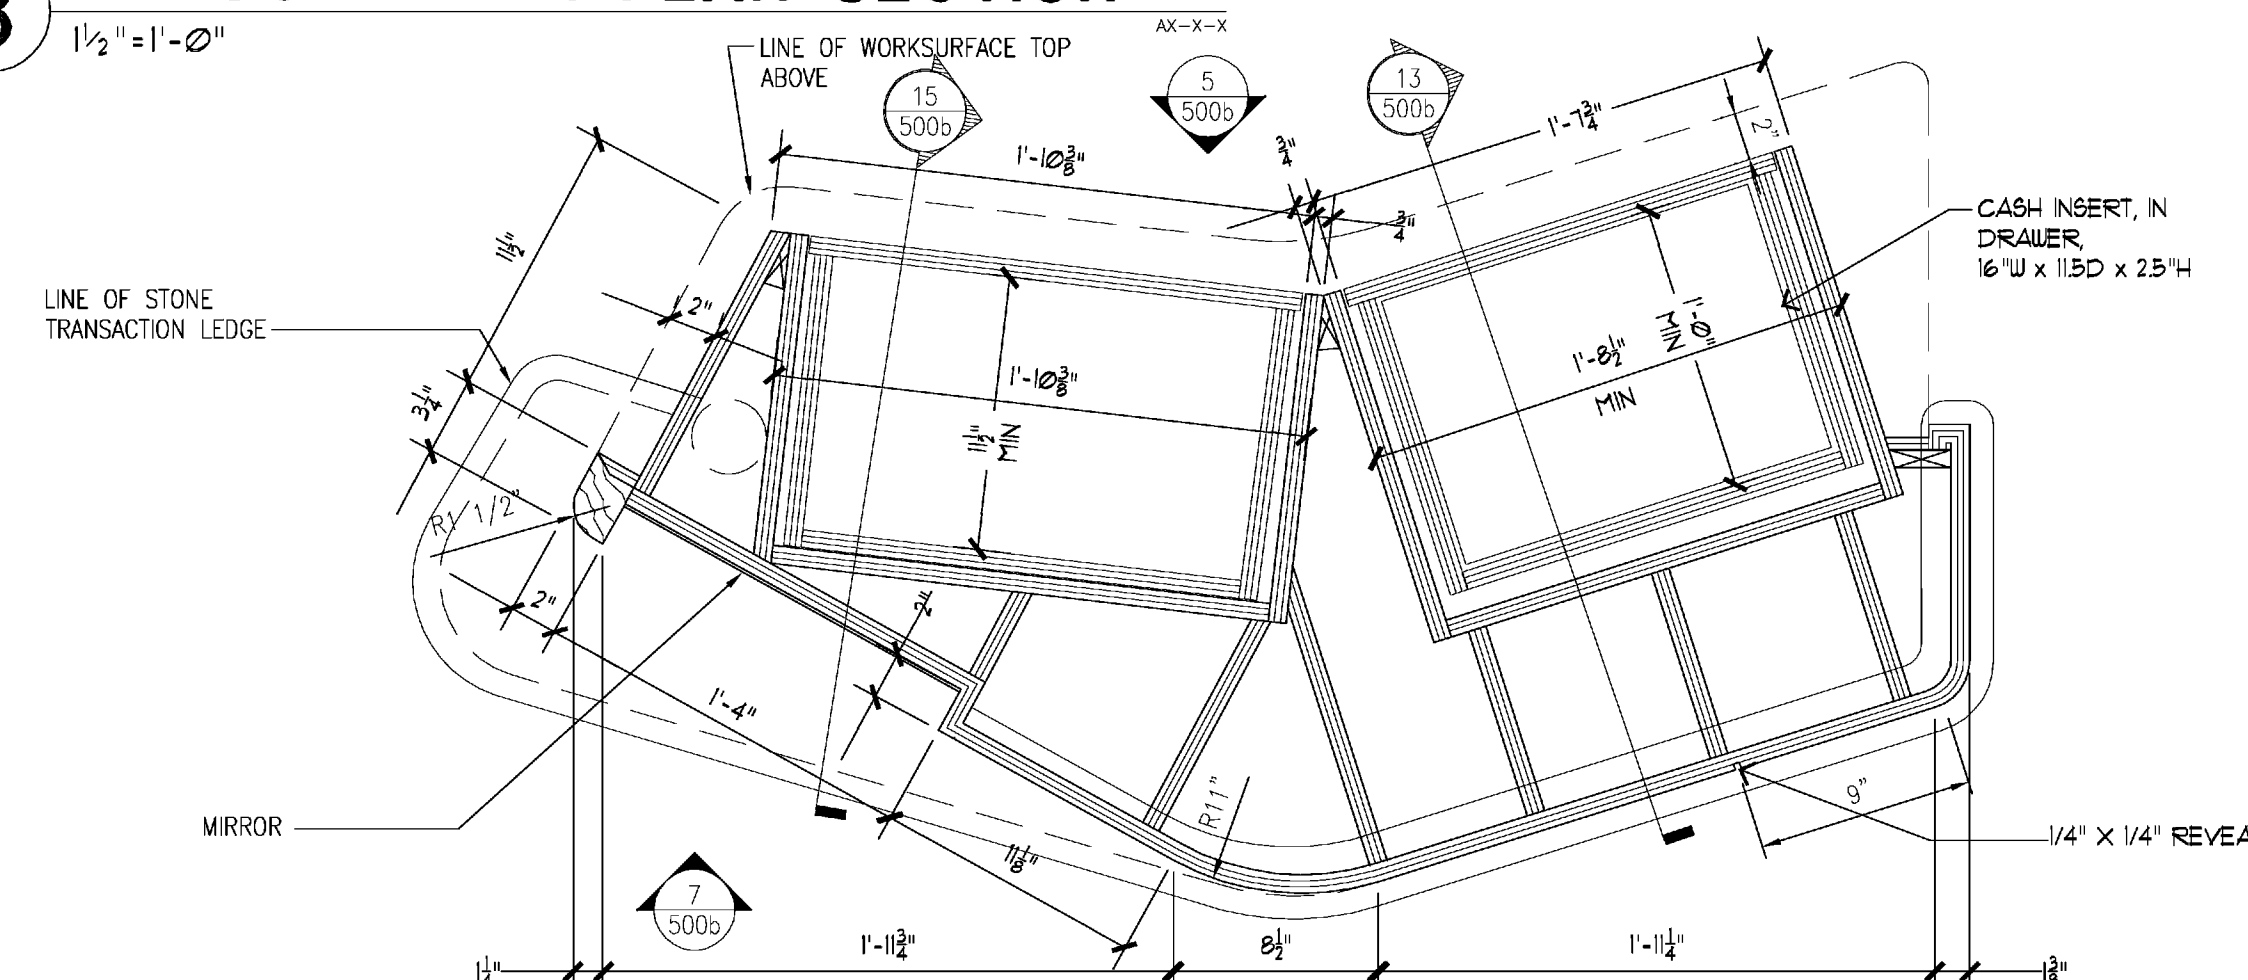 1½"=1'-0"
AX-X-X
LINE OF WORKSURFACE TOP
ABOVE
15
500b
5
500b
13
500b
1'-7¾"
2"
1'-10⅜"
¾"
¾"
CASH INSERT, IN
DRAWER,
16"W x 11.5D x 2.5"H
11½"
LINE OF STONE
TRANSACTION LEDGE
2"
1'-0"
MIN
1'-8½"
MIN
1'-10⅜"
11½"
MIN
3¼"
R1 1/2"
2"
2"
1'-4"
MIRROR
R11"
9"
1/4" X 1/4" REVEA
11⅛"
7
500b
1'-11¾"
8½"
1'-11¼"
1¼"
1⅜"